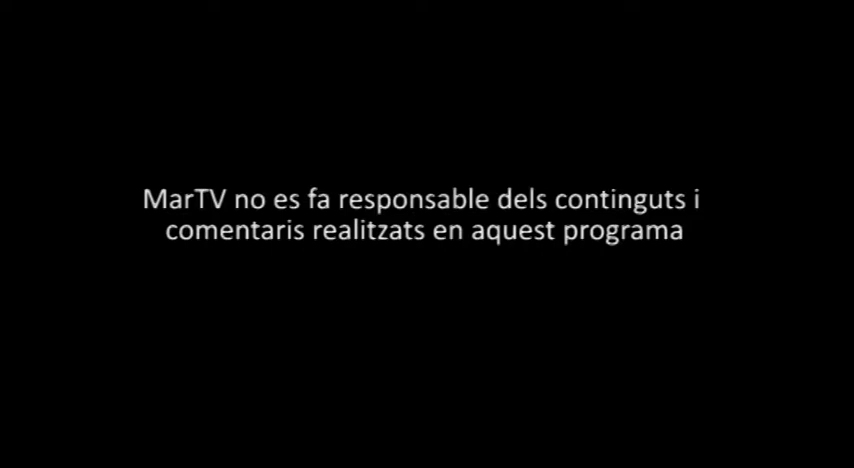 MarTV no es fa responsable dels continguts i
comentaris realitzats en aquest programa